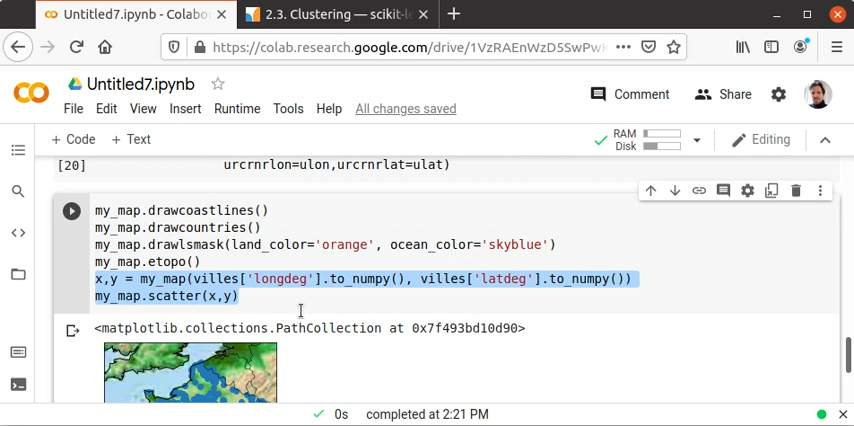 Untitled7.ipynb - Colabo
2.3. Clustering — scikit-le
https://colab.research.google.com/drive/1VzRAEnWzD5SwPwk
Untitled7.ipynb
File Edit View Insert Runtime Tools Help All changes saved
Comment
Share
+ Code + Text
RAM
Disk
Editing
[20]
urcrnrlon=ulon,urcrnrlat=ulat)
my_map.drawcoastlines()
my_map.drawcountries()
my_map.drawlsmask(land_color='orange', ocean_color='skyblue')
my_map.etopo()
x,y = my_map(villes['longdeg'].to_numpy(), villes['latdeg'].to_numpy())
my_map.scatter(x,y)
<matplotlib.collections.PathCollection at 0x7f493bd10d90>
0s completed at 2:21 PM